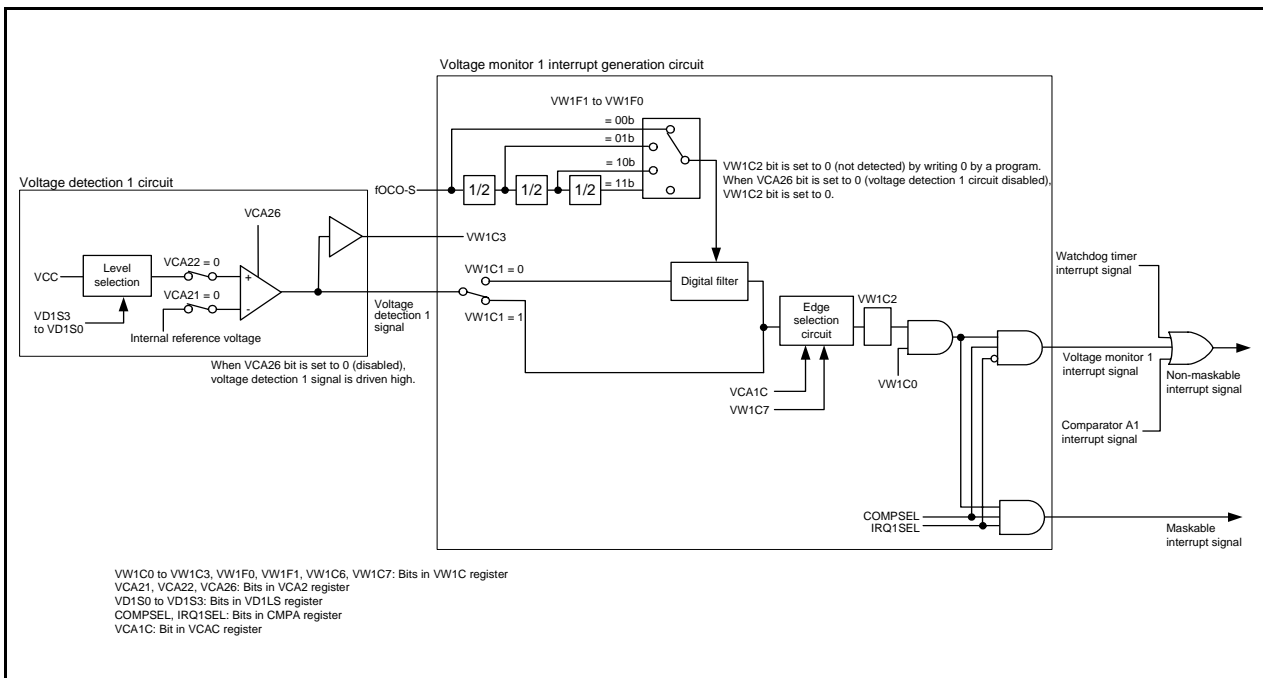 Voltage monitor 1 interrupt generation circuit
VW1F1 to VW1F0
= 00b
= 01b
= 10b
= 11b
fOCO-S
1/2
1/2
1/2
VW1C2 bit is set to 0 (not detected) by writing 0 by a program.
When VCA26 bit is set to 0 (voltage detection 1 circuit disabled),
VW1C2 bit is set to 0.
Voltage detection 1 circuit
VCA26
VW1C3
VCC
Level
selection
VCA22 = 0
+
VCA21 = 0
-
VD1S3
to VD1S0
Internal reference voltage
When VCA26 bit is set to 0 (disabled),
voltage detection 1 signal is driven high.
Voltage
detection 1
signal
VW1C1 = 0
VW1C1 = 1
Digital filter
Edge
selection
circuit
VW1C2
VCA1C
VW1C7
VW1C0
Watchdog timer
interrupt signal
Voltage monitor 1
interrupt signal
Non-maskable
interrupt signal
Comparator A1
interrupt signal
COMPSEL
IRQ1SEL
Maskable
interrupt signal
VW1C0 to VW1C3, VW1F0, VW1F1, VW1C6, VW1C7: Bits in VW1C register
VCA21, VCA22, VCA26: Bits in VCA2 register
VD1S0 to VD1S3: Bits in VD1LS register
COMPSEL, IRQ1SEL: Bits in CMPA register
VCA1C: Bit in VCAC register